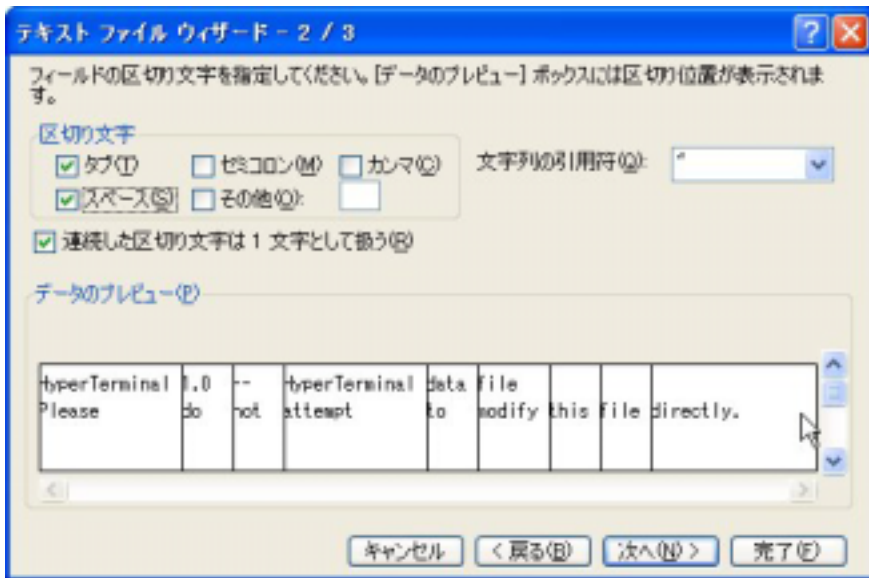 テキスト ファイル ウィザード - 2 / 3
フィールドの区切り文字を指定してください。[データのプレビュー] ボックスには区切り位置が表示されま
す。
区切り文字
タブ(T) セミコロン(M) カンマ(C) 文字列の引用符(Q): "
スペース(S) その他(O):
連続した区切り文字は 1 文字として扱う(R)
データのプレビュー(P)
HyperTerminal 1.0 -- HyperTerminal data file
Please do not attempt to modify this file directly.
キャンセル < 戻る(B) 次へ(N) > 完了(F)